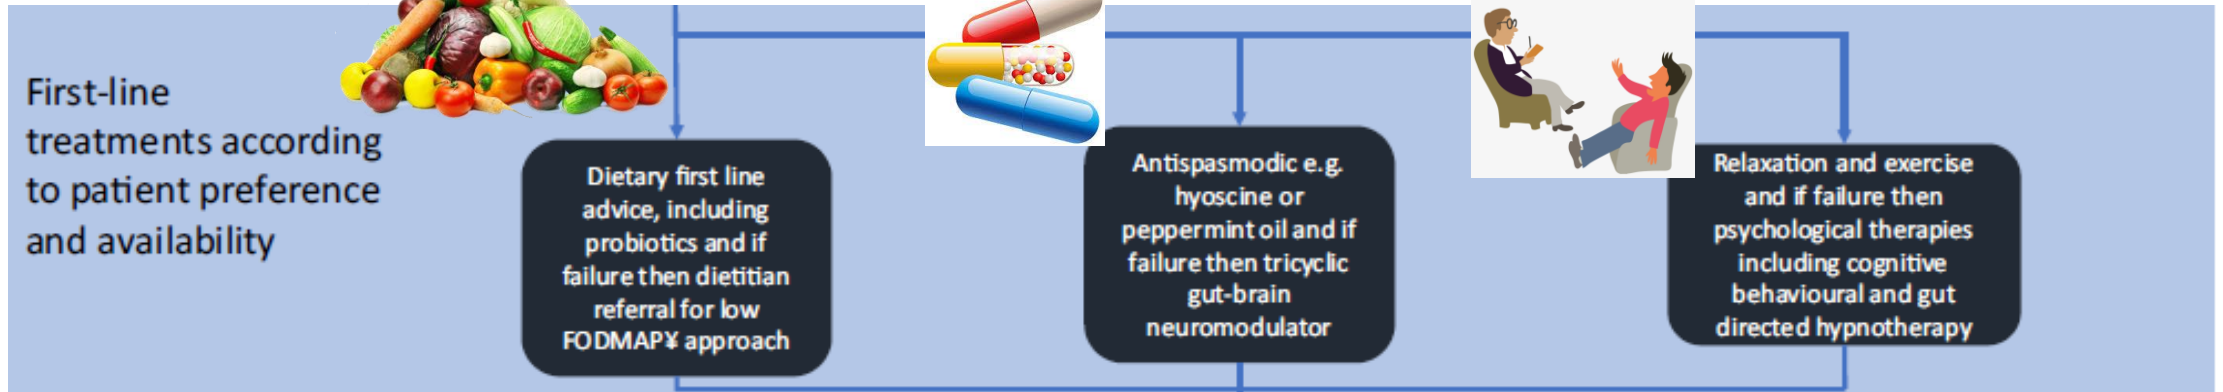 First-line
treatments according
to patient preference
and availability
Dietary first line
advice, including
probiotics and if
failure then dietitian
referral for low
FODMAP¥ approach
Antispasmodic e.g.
hyoscine or
peppermint oil and if
failure then tricyclic
gut-brain
neuromodulator
Relaxation and exercise
and if failure then
psychological therapies
including cognitive
behavioural and gut
directed hypnotherapy